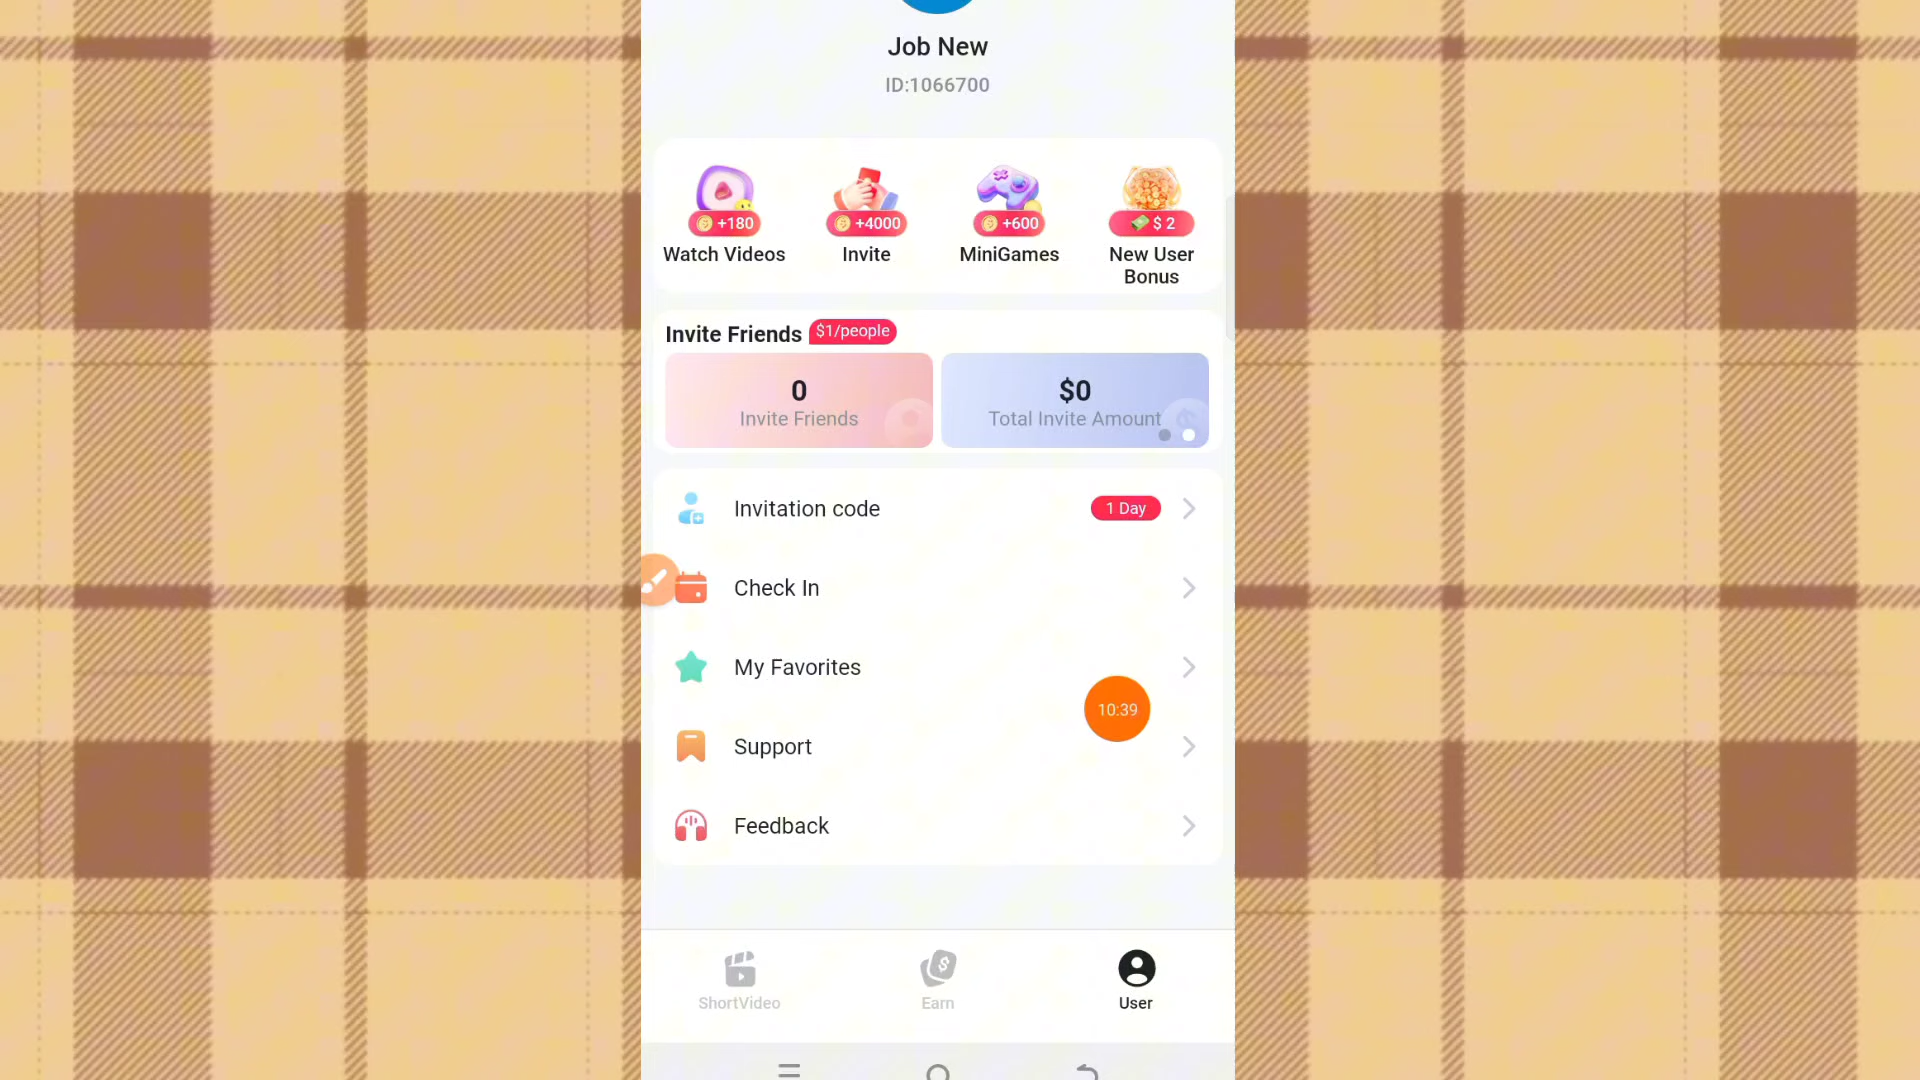 Job New
ID:1066700
+180
+4000
+600
$ 2
Watch Videos
Invite
MiniGames
New User
Bonus
Invite Friends
$1/people
0
$0
Invite Friends
Total Invite Amount
Invitation code
1 Day
Check In
My Favorites
10:39
Support
Feedback
ShortVideo
Earn
User